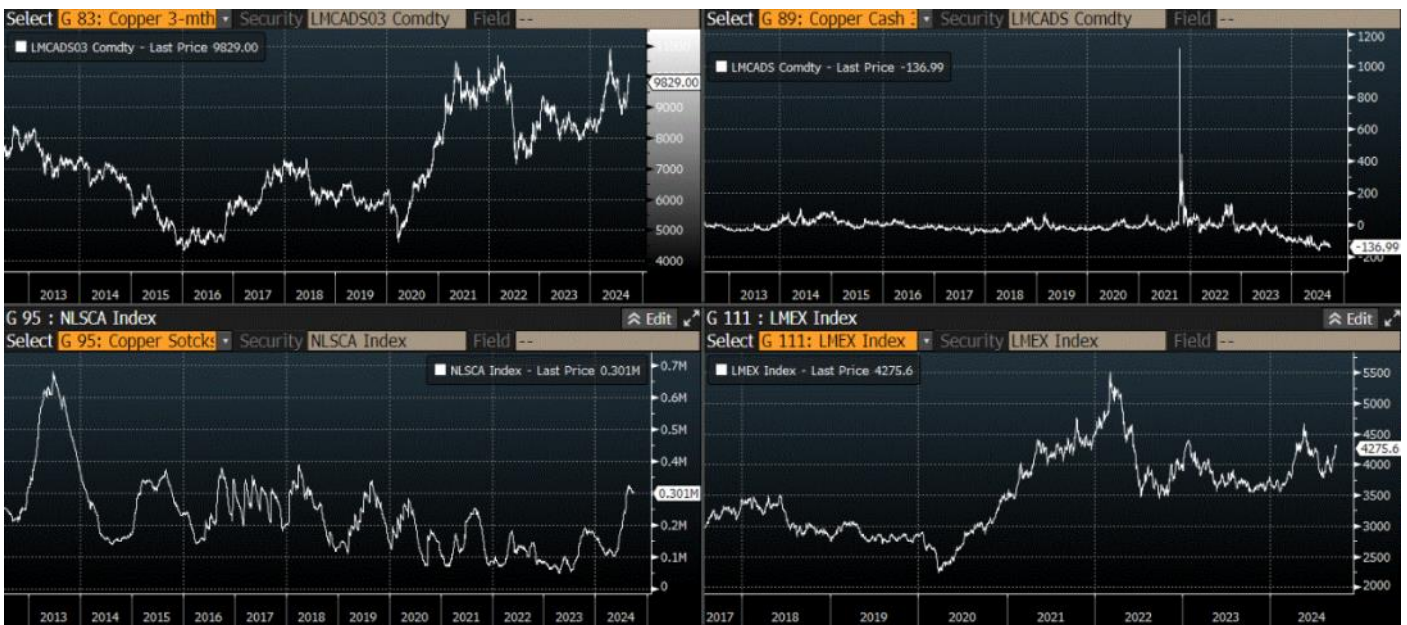 Select G 83: Copper 3-mth Security LMCADS03 Comdty Field --
LMCADS03 Comdty - Last Price 9829.00
9829.00
9000
8000
7000
6000
5000
4000
2013 2014 2015 2016 2017 2018 2019 2020 2021 2022 2023 2024
Select G 89: Copper Cash Security LMCADS Comdty Field --
LMCADS Comdty - Last Price -136.99
1200
1000
800
600
400
200
0
-136.99
-200
2013 2014 2015 2016 2017 2018 2019 2020 2021 2022 2023 2024
G 95 : NLSCA Index Edit
Select G 95: Copper Sotcks Security NLSCA Index Field --
NLSCA Index - Last Price 0.301M
0.7M
0.6M
0.5M
0.4M
0.301M
0.2M
0.1M
0
2013 2014 2015 2016 2017 2018 2019 2020 2021 2022 2023 2024
G 111 : LMEX Index Edit
Select G 111: LMEX Index Security LMEX Index Field --
LMEX Index - Last Price 4275.6
5500
5000
4500
4275.6
4000
3500
3000
2500
2000
2017 2018 2019 2020 2021 2022 2023 2024